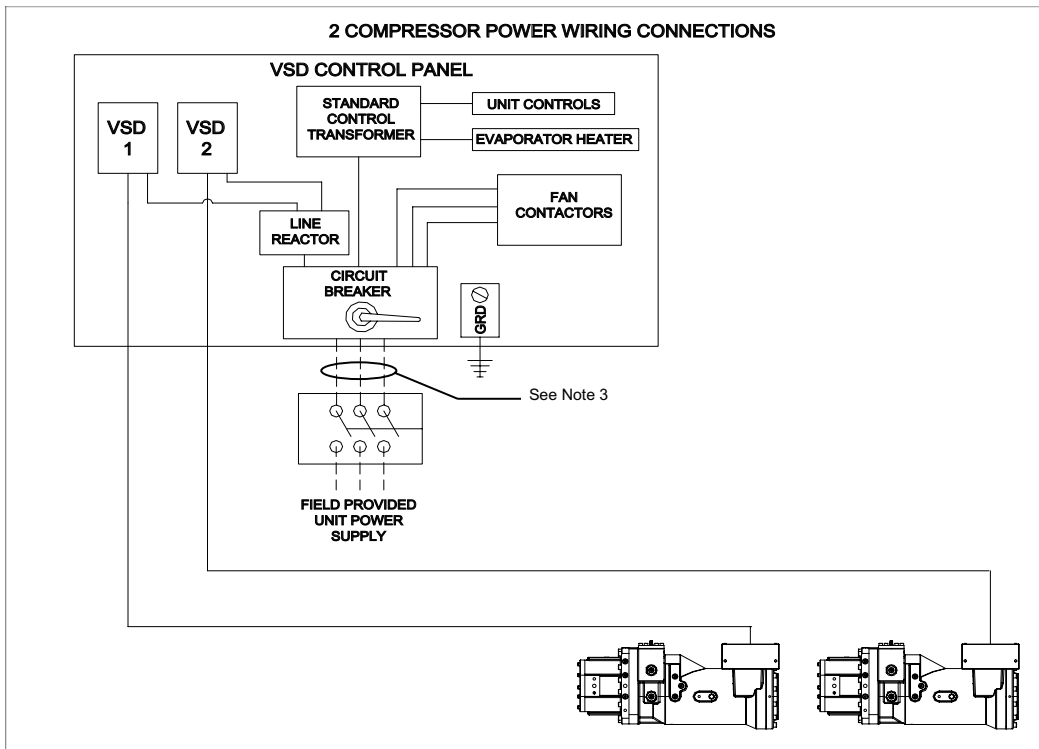 2 COMPRESSOR POWER WIRING CONNECTIONS
VSD CONTROL PANEL
VSD
1
VSD
2
STANDARD
CONTROL
TRANSFORMER
UNIT CONTROLS
EVAPORATOR HEATER
FAN
CONTACTORS
LINE
REACTOR
CIRCUIT
BREAKER
GRD
See Note 3
FIELD PROVIDED
UNIT POWER
SUPPLY